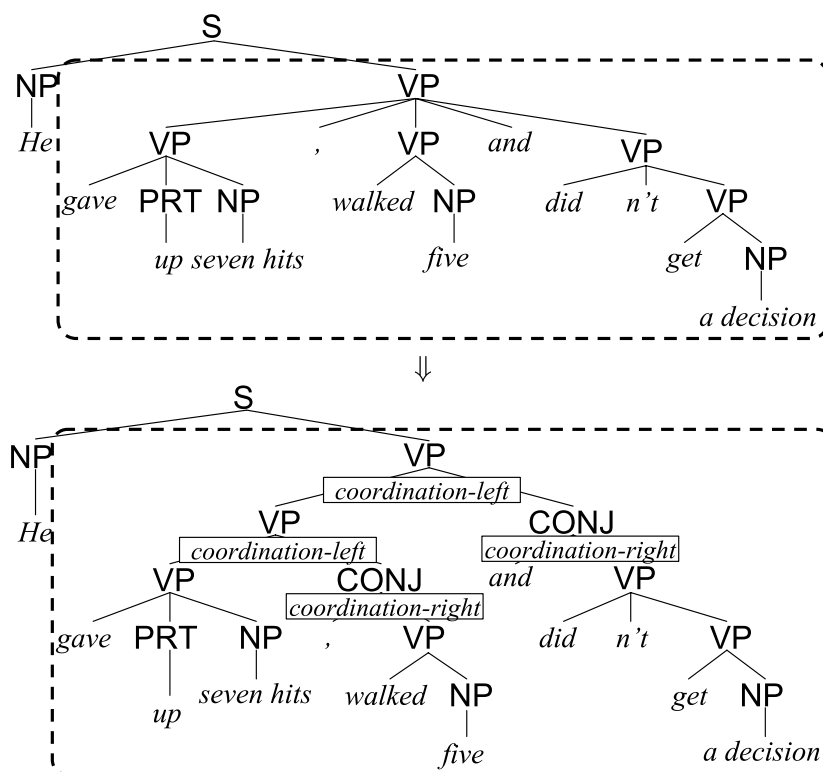 S
NP VP
He VP , VP and VP
gave PRT NP walked NP did n't VP
up seven hits five get NP
a decision
⇓
S
NP VP
coordination-left
He VP CONJ
coordination-left coordination-right
VP CONJ and VP
coordination-right
gave PRT NP , VP did n't VP
up seven hits walked NP get NP
five a decision